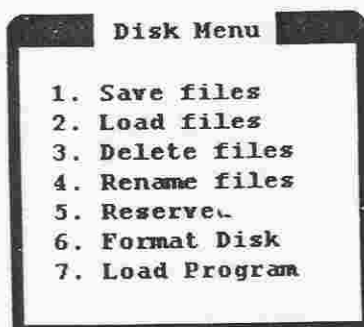 Disk Menu
1. Save files
2. Load files
3. Delete files
4. Rename files
5. Reserved
6. Format Disk
7. Load Program